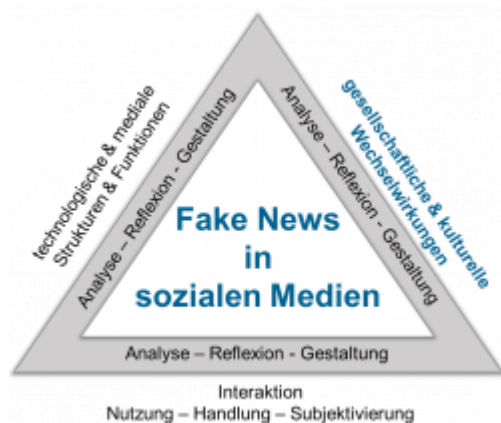 technologische & mediale
Strukturen & Funktionen
Analyse – Reflexion - Gestaltung
gesellschaftliche & kulturelle
Wechselwirkungen
Analyse – Reflexion - Gestaltung
Fake News
in
sozialen Medien
Analyse – Reflexion - Gestaltung
Interaktion
Nutzung – Handlung – Subjektivierung